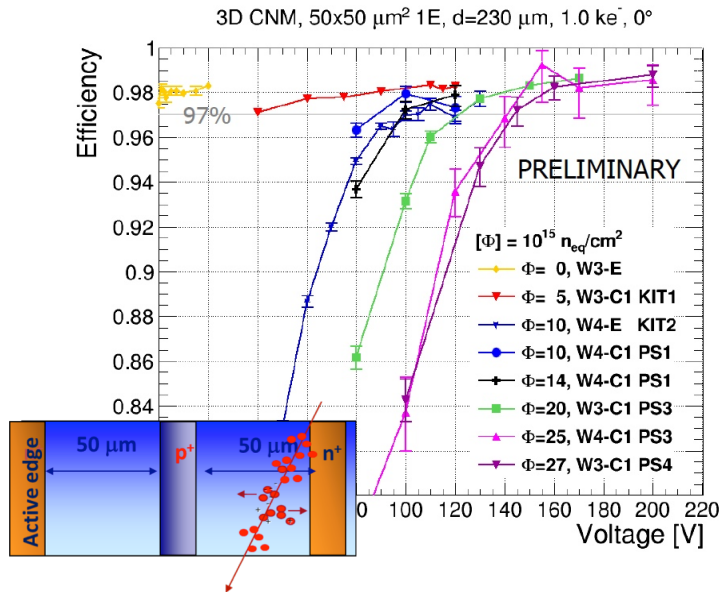 3D CNM, 50x50 μm² 1E, d=230 μm, 1.0 ke⁻, 0°
Efficiency
1
0.98
0.96
0.94
0.92
0.9
0.88
0.86
0.84
97%
PRELIMINARY
[Φ] = 10¹⁵ n_eq/cm²
Φ= 0, W3-E
Φ= 5, W3-C1 KIT1
Φ=10, W4-E KIT2
Φ=10, W4-C1 PS1
Φ=14, W4-C1 PS1
Φ=20, W3-C1 PS3
Φ=25, W4-C1 PS3
Φ=27, W3-C1 PS4
Active edge
50 μm
p⁺
50 μm
n⁺
100 120 140 160 180 200 220
Voltage [V]